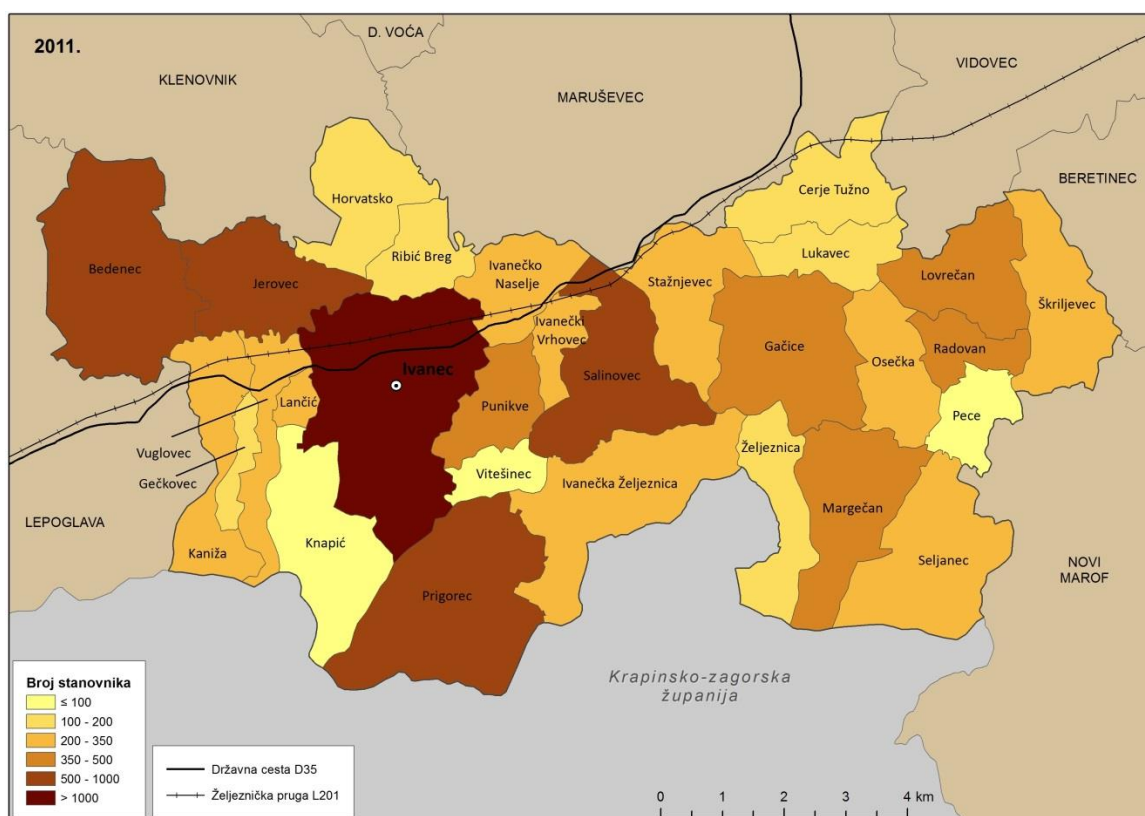 2011.
D. VOĆA
KLENOVNIK
MARUŠEVEC
VIDOVEC
BERETINEC
Horvatsko
Cerje Tužno
Ribić Breg
Lukavec
Bedenec
Jerovec
Ivanečko
Naselje
Stažnjevec
Lovrečan
Škriljevec
Ivanečki
Vrhovec
Gačice
Radovan
Osečka
Ivanec
Salinovec
Lančić
Punikve
Pece
Vuglovec
Željeznica
Gečkovec
Vitešinec
Ivanečka Željeznica
LEPOGLAVA
Margečan
Kaniža
Knapić
Seljanec
NOVI
MAROF
Prigorec
Krapinsko-zagorska
županija
Broj stanovnika
≤ 100
100 - 200
200 - 350
350 - 500
500 - 1000
> 1000
Državna cesta D35
Željeznička pruga L201
0 1 2 3 4 km